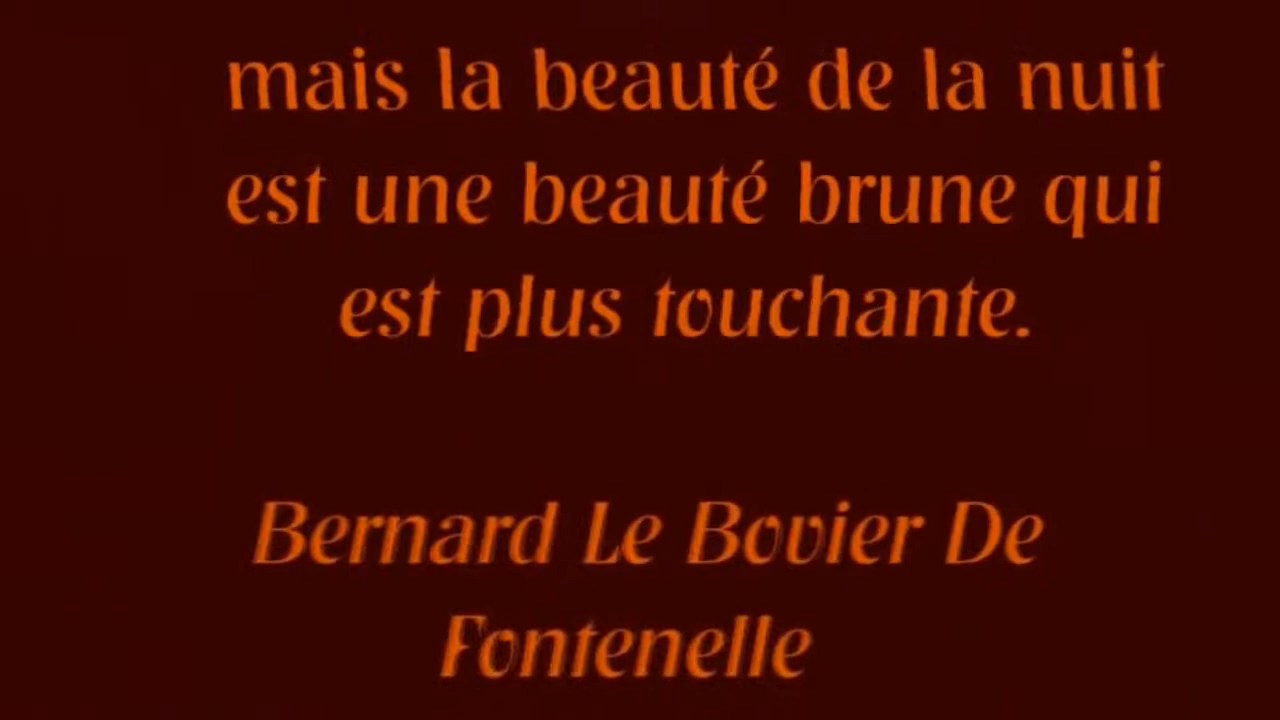 mais la beauté de la nuit
est une beauté brune qui
est plus touchante.
Bernard Le Bovier De
Fontenelle